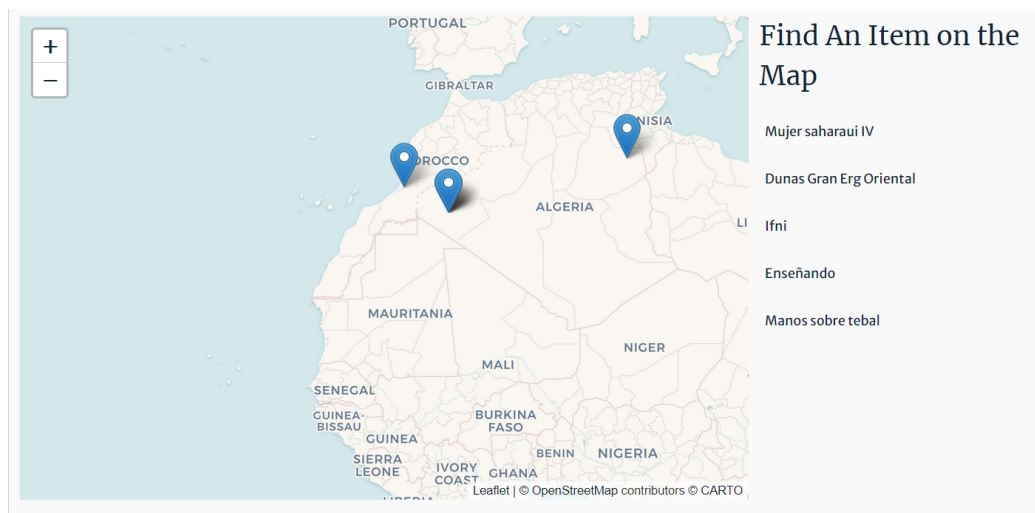 +
−
PORTUGAL
GIBRALTAR
NISIA
OROCCO
ALGERIA
LI
MAURITANIA
NIGER
MALI
SENEGAL
GUINEA-
BISSAU
BURKINA
FASO
GUINEA
BENIN
NIGERIA
SIERRA
LEONE
IVORY
COAST
GHANA
LIBERIA
Leaflet | © OpenStreetMap contributors © CARTO
Find An Item on the
Map
Mujer saharaui IV
Dunas Gran Erg Oriental
Ifni
Enseñando
Manos sobre tebal